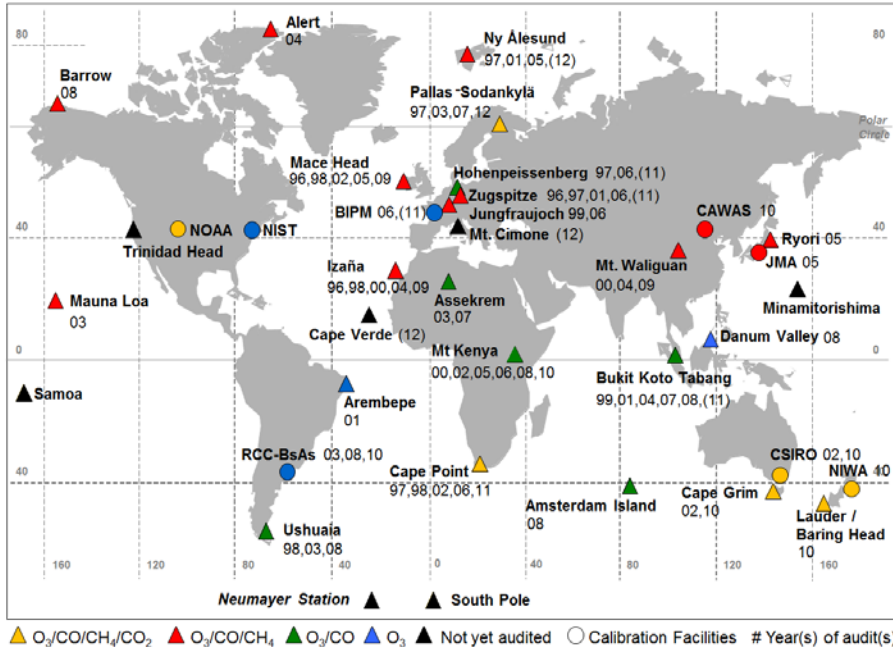 Alert
04
80
80
Ny Ålesund
97,01,05,(12)
Barrow
08
Pallas-Sodankylä
97,03,07,12
Polar
Circle
Mace Head
96,98,02,05,09
Hohenpeissenberg 97,06,(11)
Zugspitze 96,97,01,06,(11)
BIPM 06,(11)
Jungfraujoch 99,06
CAWAS 10
NOAA
NIST
Mt. Cimone (12)
Ryori 05
40
40
Trinidad Head
JMA 05
Izaña
96,98,00,04,09
Mt. Waliguan
00,04,09
Mauna Loa
03
Assekrem
03,07
Minamitorishima
Cape Verde (12)
Danum Valley 08
Mt Kenya
00,02,05,06,08,10
0
0
Bukit Koto Tabang
99,01,04,07,08,(11)
Samoa
Arembepe
01
RCC-BsAs 03,08,10
CSIRO 02,10
Cape Point
97,98,02,06,11
NIWA 10
40
Amsterdam Island
08
Cape Grim
02,10
Lauder /
Baring Head
10
Ushuaia
98,03,08
160
80
40
0
80
120
160
Neumayer Station
South Pole
O3/CO/CH4/CO2
O3/CO/CH4
O3/CO
O3
Not yet audited
Calibration Facilities
# Year(s) of audit(s)